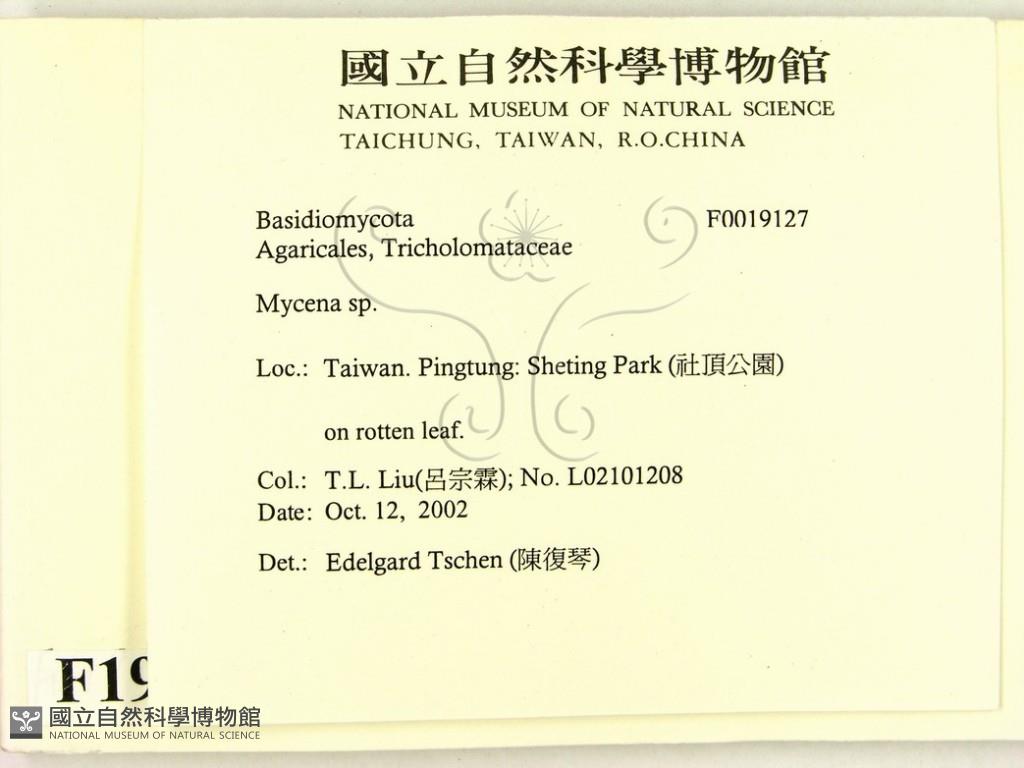 國立自然科學博物館
NATIONAL MUSEUM OF NATURAL SCIENCE
TAICHUNG, TAIWAN, R.O.CHINA
Basidiomycota F0019127
Agaricales, Tricholomataceae
Mycena sp.
Loc.: Taiwan. Pingtung: Sheting Park (社頂公園)
on rotten leaf.
Col.: T.L. Liu(呂宗霖); No. L02101208
Date: Oct. 12, 2002
Det.: Edelgard Tschen (陳復琴)
F19
國立自然科學博物館
NATIONAL MUSEUM OF NATURAL SCIENCE